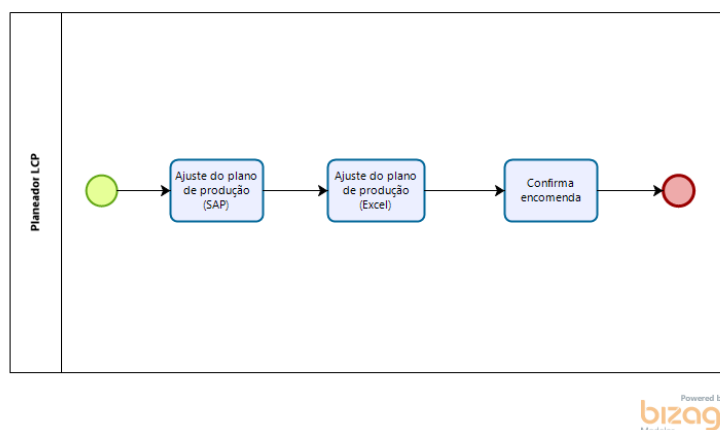 Planeador LCP
Ajuste do plano
de produção
(SAP)
Ajuste do plano
de produção
(Excel)
Confirma
encomenda
Powered b
bizag